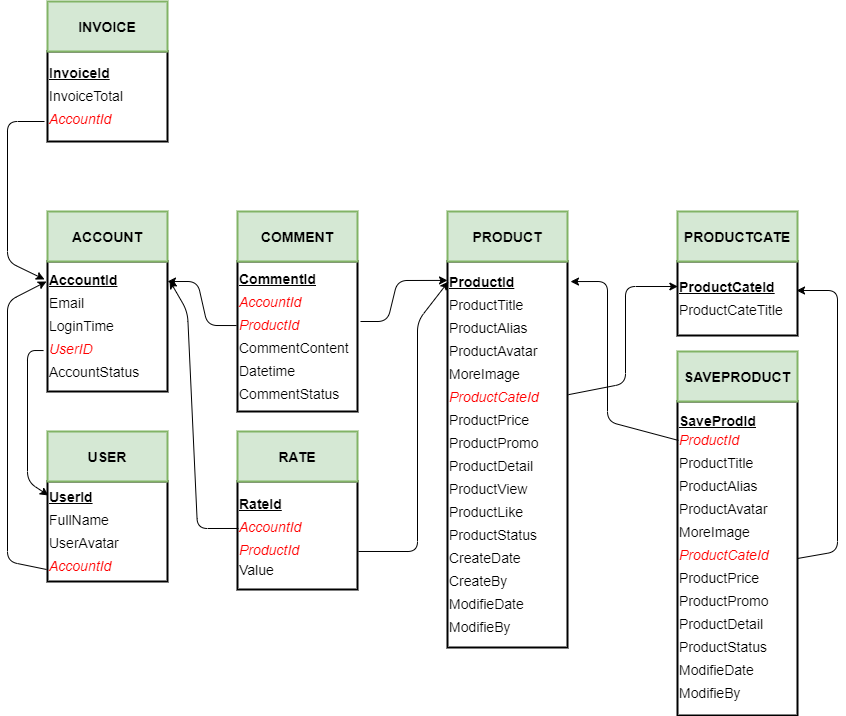 INVOICE
InvoiceId
InvoiceTotal
AccountId
ACCOUNT
AccountId
Email
LoginTime
UserID
AccountStatus
COMMENT
CommentId
AccountId
ProductId
CommentContent
Datetime
CommentStatus
PRODUCT
ProductId
ProductTitle
ProductAlias
ProductAvatar
MoreImage
ProductCateId
ProductPrice
ProductPromo
ProductDetail
ProductView
ProductLike
ProductStatus
CreateDate
CreateBy
ModifieDate
ModifieBy
PRODUCTCATE
ProductCateId
ProductCateTitle
SAVEPRODUCT
SaveProdId
ProductId
ProductTitle
ProductAlias
ProductAvatar
MoreImage
ProductCateId
ProductPrice
ProductPromo
ProductDetail
ProductStatus
ModifieDate
ModifieBy
USER
UserId
FullName
UserAvatar
AccountId
RATE
RateId
AccountId
ProductId
Value